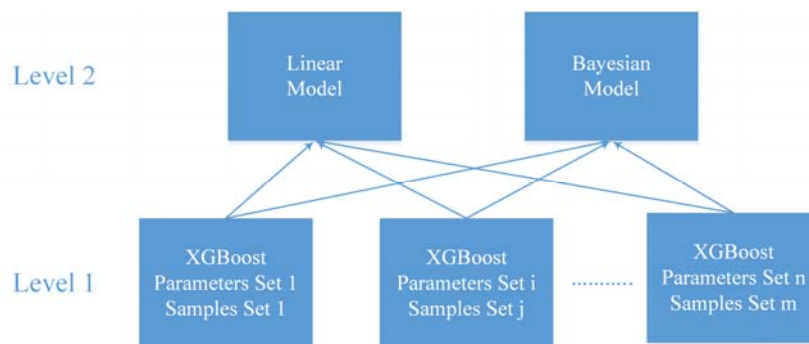 Level 2
Linear
Model
Bayesian
Model
Level 1
XGBoost
Parameters Set 1
Samples Set 1
XGBoost
Parameters Set i
Samples Set j
...........
XGBoost
Parameters Set n
Samples Set m